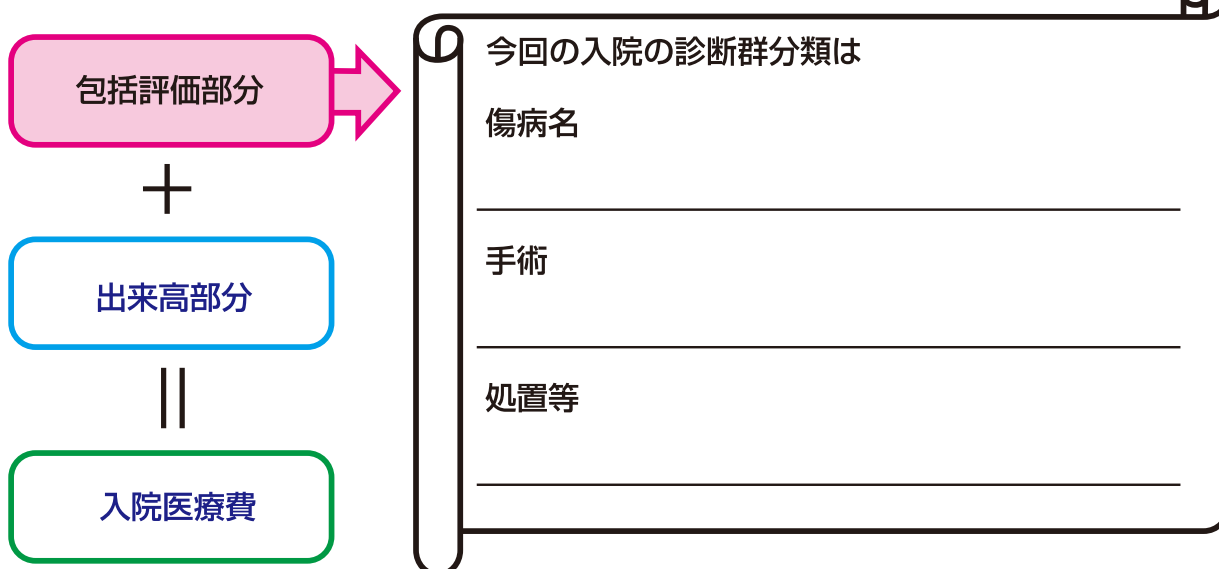 包括評価部分
+
出来高部分
||
入院医療費
今回の入院の診断群分類は
傷病名
手術
処置等